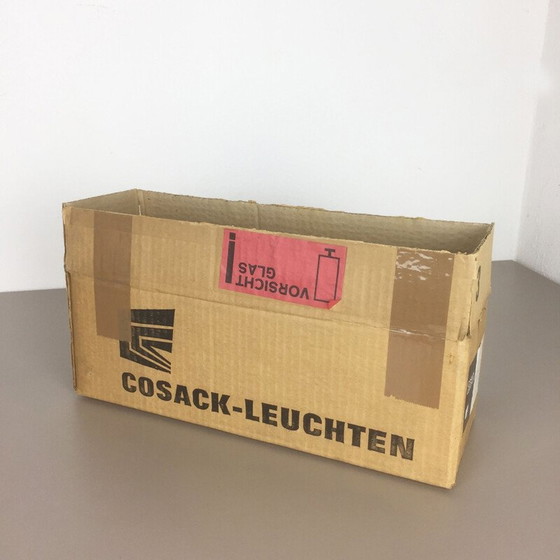 VORSICHT
GLAS
!
COSACK-LEUCHTEN